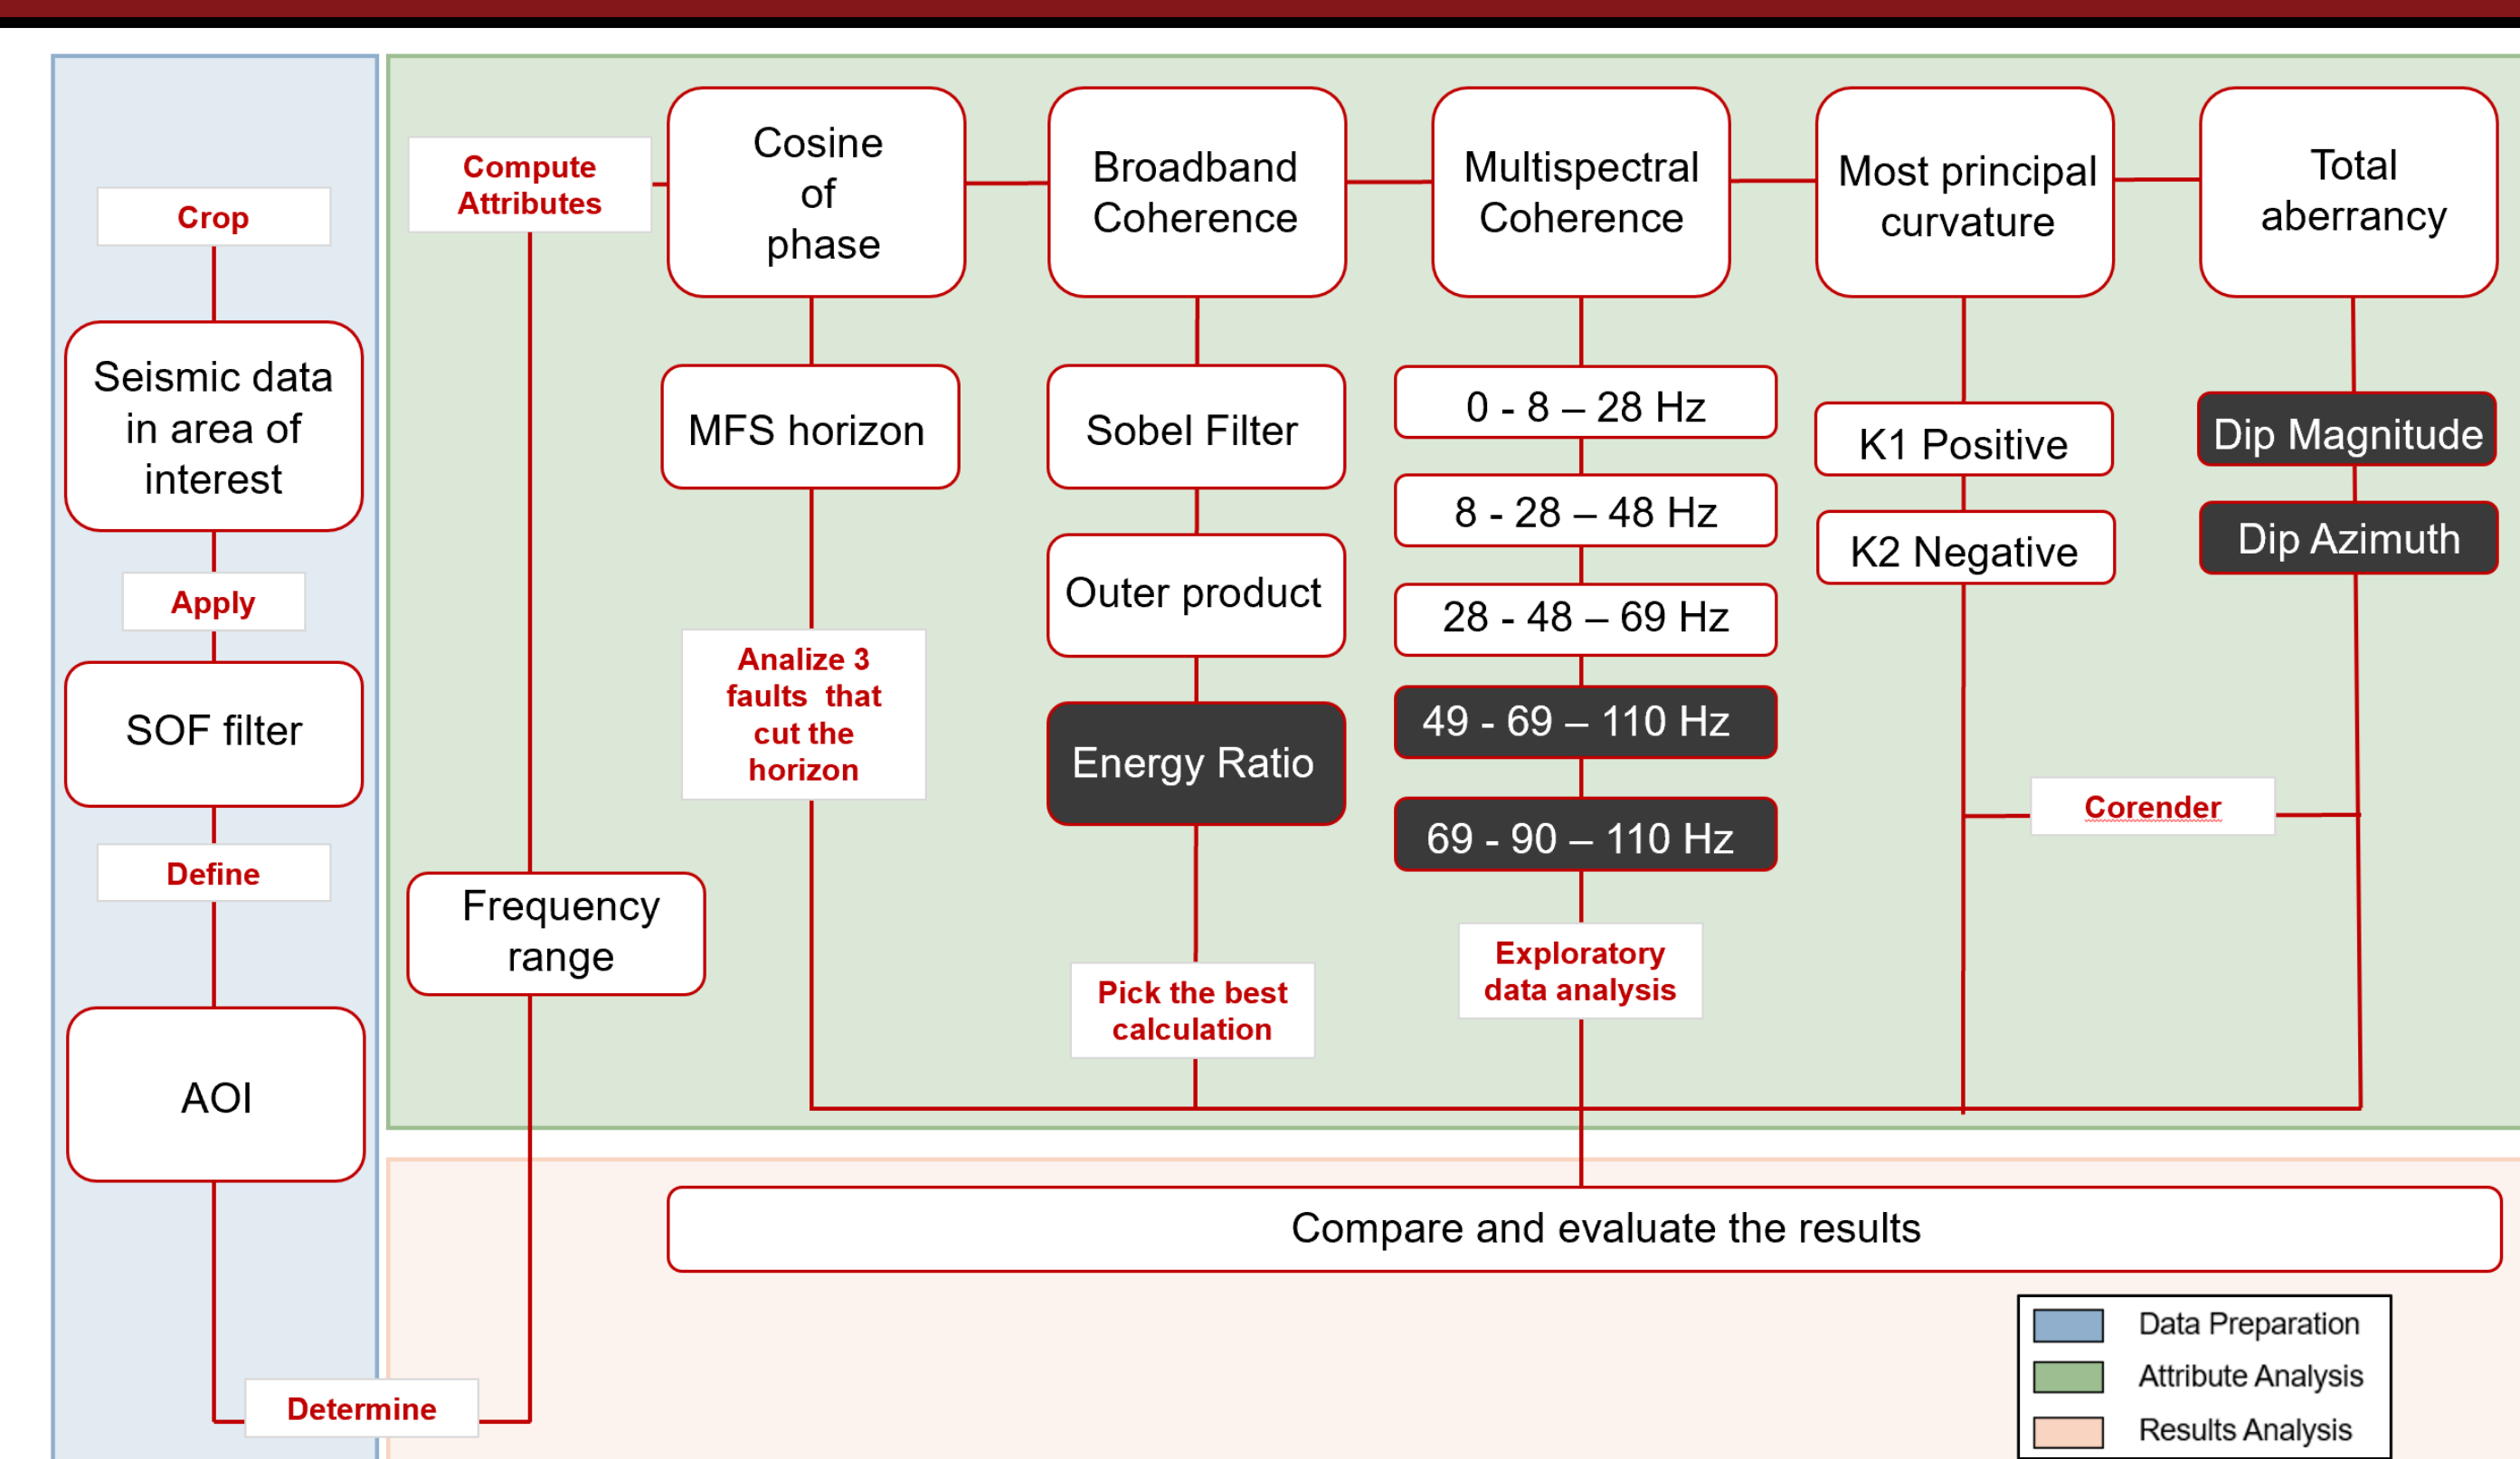 Crop
Seismic data
in area of
interest
Apply
SOF filter
Define
AOI
Determine
Frequency
range
Compute
Attributes
Cosine
of
phase
MFS horizon
Analize 3
faults that
cut the
horizon
Broadband
Coherence
Sobel Filter
Outer product
Energy Ratio
Pick the best
calculation
Multispectral
Coherence
0 - 8 – 28 Hz
8 - 28 – 48 Hz
28 - 48 – 69 Hz
49 - 69 – 110 Hz
69 - 90 – 110 Hz
Exploratory
data analysis
Most principal
curvature
K1 Positive
K2 Negative
Corender
Total
aberrancy
Dip Magnitude
Dip Azimuth
Compare and evaluate the results
Data Preparation
Attribute Analysis
Results Analysis